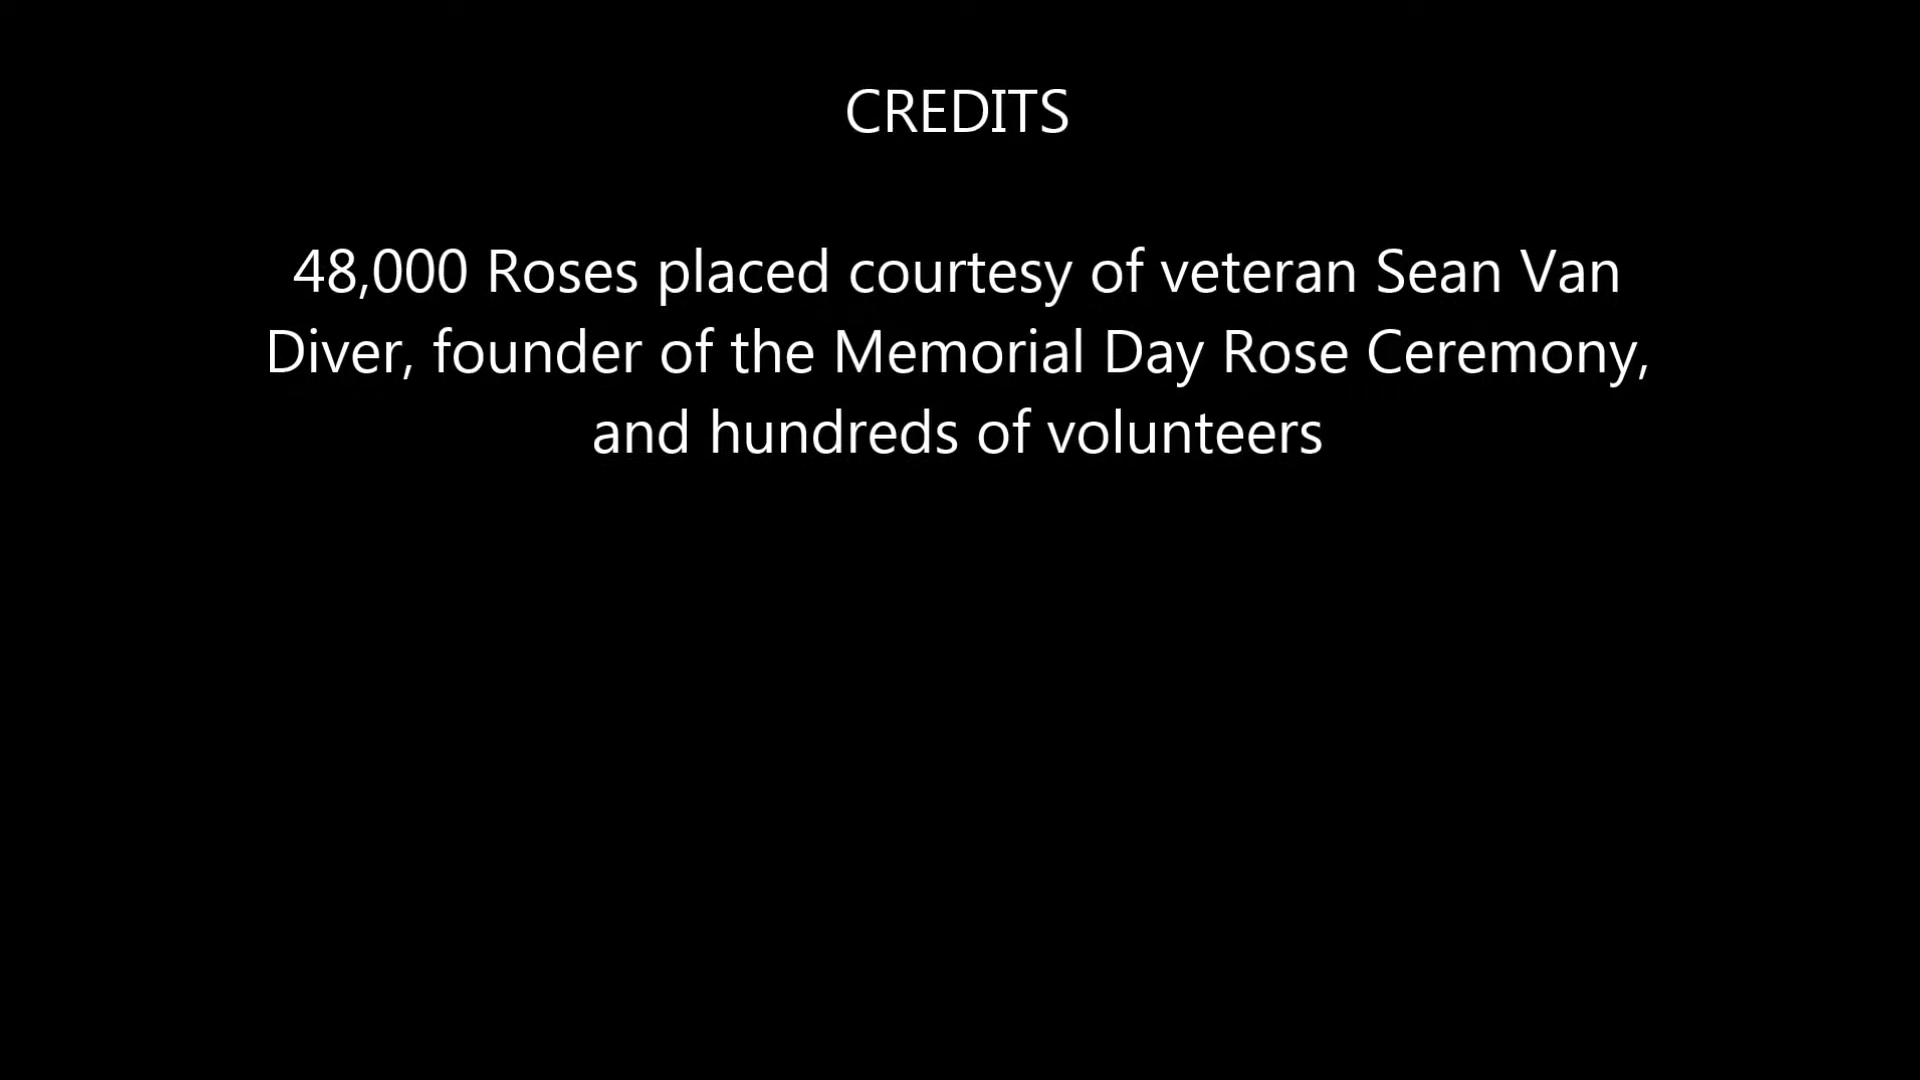 CREDITS
48,000 Roses placed courtesy of veteran Sean Van
Diver, founder of the Memorial Day Rose Ceremony,
and hundreds of volunteers